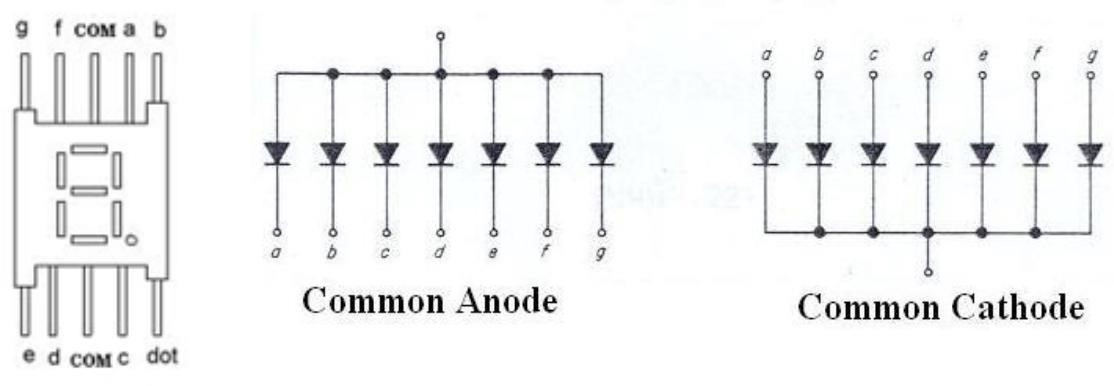 g f COM a b
e d COM c dot
a b c d e f g
Common Anode
a b c d e f g
Common Cathode